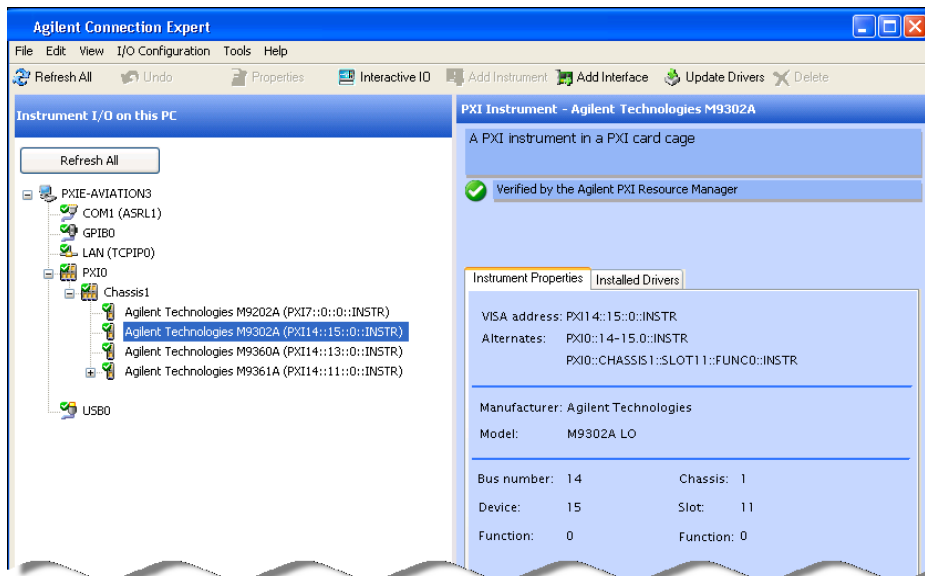 Agilent Connection Expert
File Edit View I/O Configuration Tools Help
Refresh All Undo Properties Interactive IO Add Instrument Add Interface Update Drivers Delete
Instrument I/O on this PC
Refresh All
PXIE-AVIATION3
COM1 (ASRL1)
GPIB0
LAN (TCPIP0)
PXI0
Chassis1
Agilent Technologies M9202A (PXI7::0::0::INSTR)
Agilent Technologies M9302A (PXI14::15::0::INSTR)
Agilent Technologies M9360A (PXI14::13::0::INSTR)
Agilent Technologies M9361A (PXI14::11::0::INSTR)
USB0
PXI Instrument - Agilent Technologies M9302A
A PXI instrument in a PXI card cage
Verified by the Agilent PXI Resource Manager
Instrument Properties Installed Drivers
VISA address: PXI14::15::0::INSTR
Alternates: PXI0::14-15.0::INSTR
PXI0::CHASSIS1::SLOT11::FUNC0::INSTR
Manufacturer: Agilent Technologies
Model: M9302A LO
Bus number: 14 Chassis: 1
Device: 15 Slot: 11
Function: 0 Function: 0